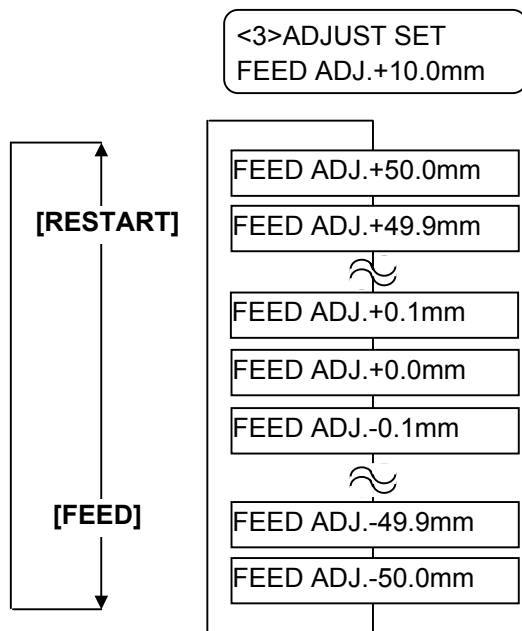 <3>ADJUST SET
FEED ADJ.+10.0mm
FEED ADJ.+50.0mm
[RESTART]
FEED ADJ.+49.9mm
FEED ADJ.+0.1mm
FEED ADJ.+0.0mm
FEED ADJ.-0.1mm
[FEED]
FEED ADJ.-49.9mm
FEED ADJ.-50.0mm